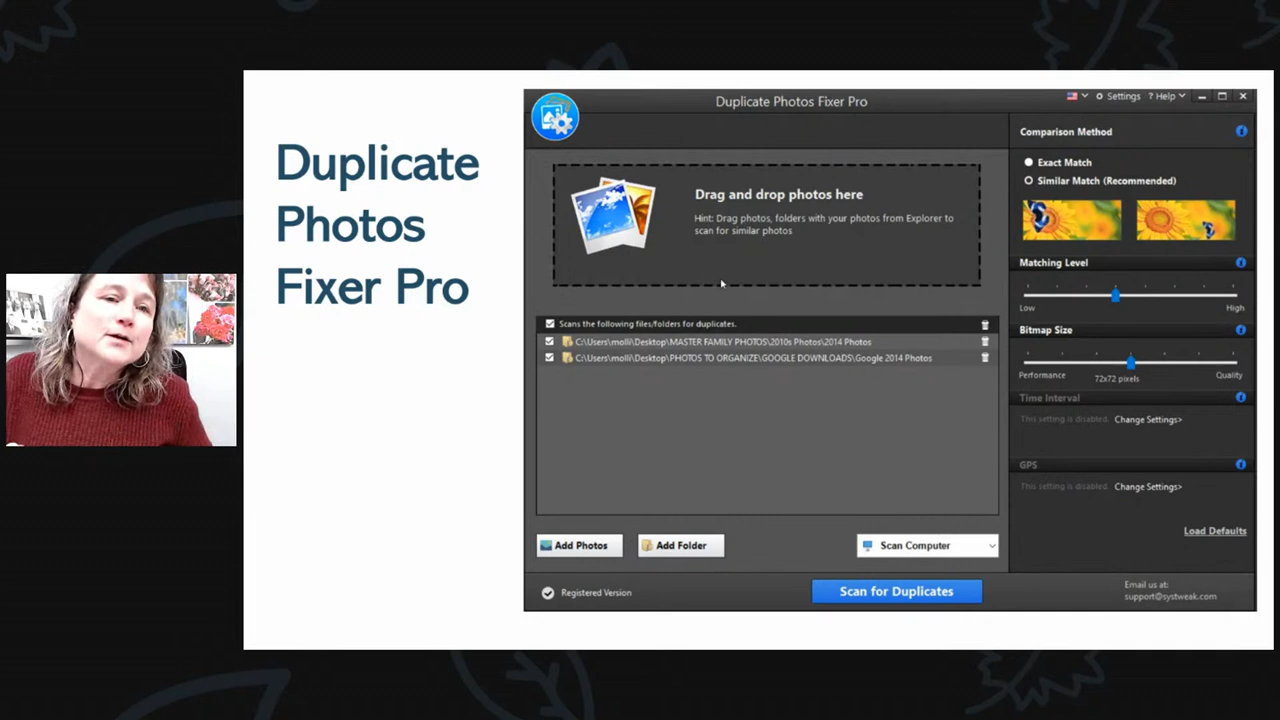 Duplicate
Photos
Fixer Pro
Duplicate Photos Fixer Pro
Settings
? Help
Drag and drop photos here
Hint: Drag photos, folders with your photos from Explorer to
scan for similar photos
Scans the following files/folders for duplicates.
C:\Users\molli\Desktop\MASTER FAMILY PHOTOS\2010s Photos\2014 Photos
C:\Users\molli\Desktop\PHOTOS TO ORGANIZE\GOOGLE DOWNLOADS\Google 2014 Photos
Add Photos
Add Folder
Scan Computer
Registered Version
Scan for Duplicates
Comparison Method
Exact Match
Similar Match (Recommended)
Matching Level
Low High
Bitmap Size
Performance 72x72 pixels Quality
Time Interval
This setting is disabled. Change Settings>
GPS
This setting is disabled. Change Settings>
Load Defaults
Email us at:
support@systweak.com